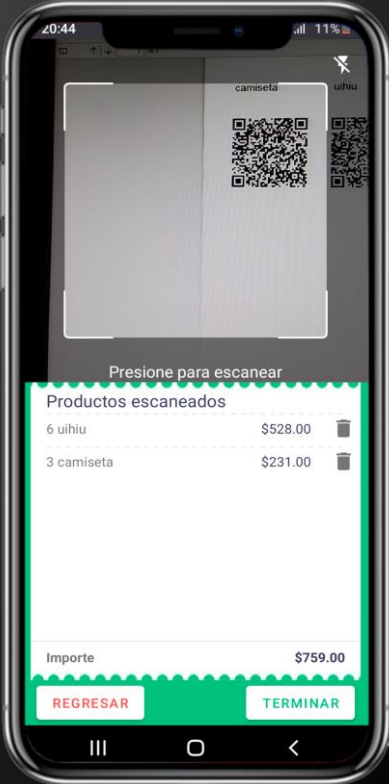 20:44 11%
camiseta uihiu
Presione para escanear
Productos escaneados
6 uihiu $528.00
3 camiseta $231.00
Importe $759.00
REGRESAR TERMINAR